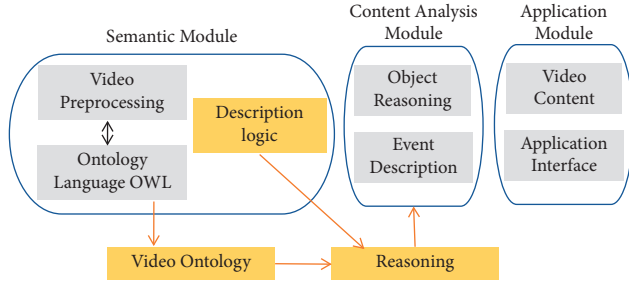 Semantic Module
Video
Preprocessing
Ontology
Language OWL
Description
logic
Content Analysis
Module
Object
Reasoning
Event
Description
Application
Module
Video
Content
Application
Interface
Video Ontology
Reasoning